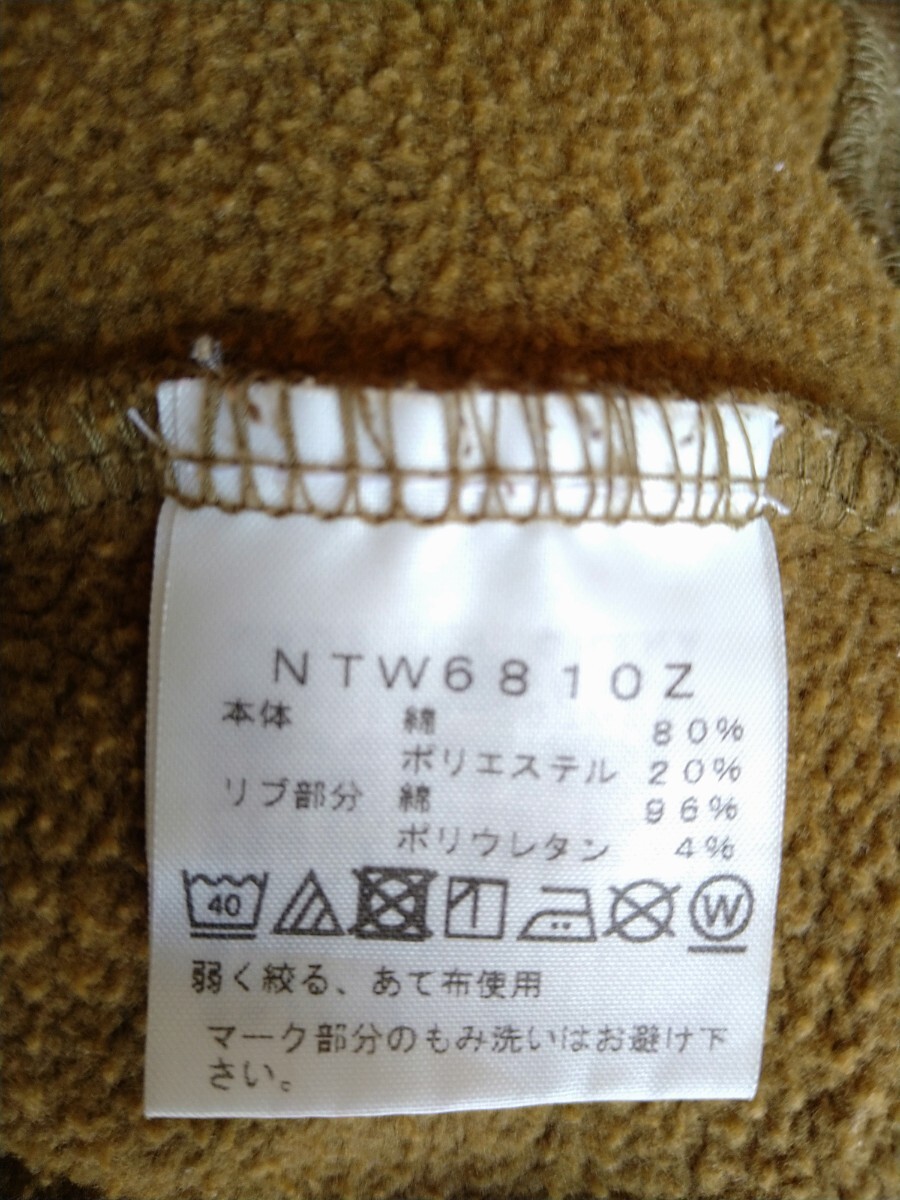 NTW6810Z
本体 綿 80%
ポリエステル 20%
リブ部分 綿 96%
ポリウレタン 4%
40 W
弱く絞る、あて布使用
マーク部分のもみ洗いはお避け下
さい。